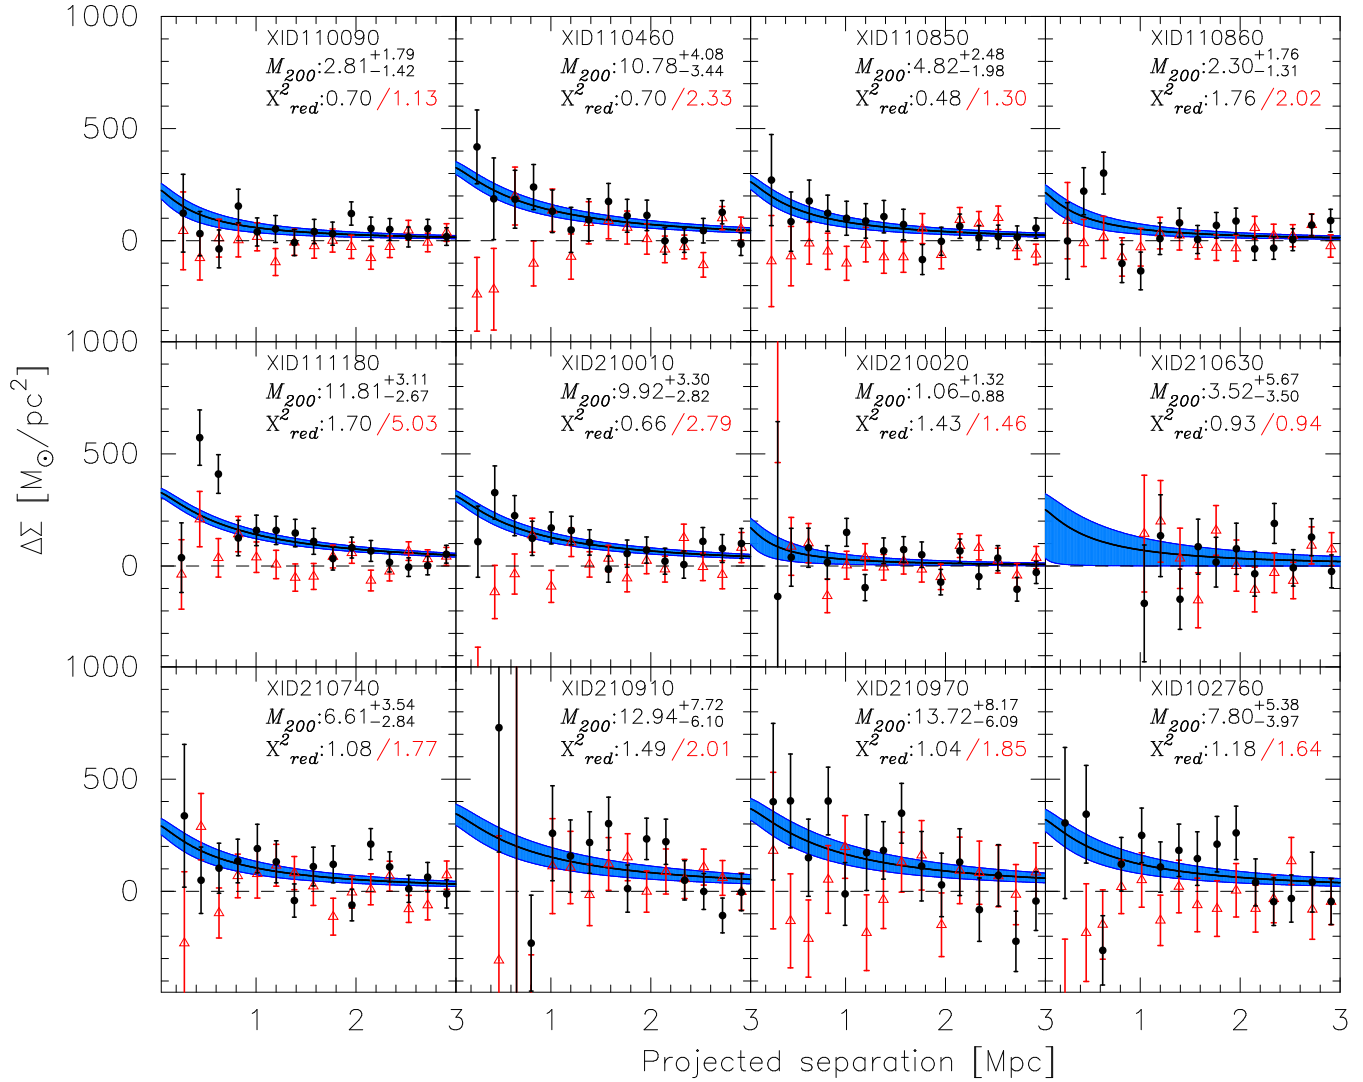 1000
500
0
XID110090
M200:2.81+1.79−1.42
X2red:0.70/1.13
XID110460
M200:10.78+4.08−3.44
X2red:0.70/2.33
XID110850
M200:4.82+2.48−1.98
X2red:0.48/1.30
XID110860
M200:2.30+1.76−1.31
X2red:1.76/2.02
1000
500
0
XID111180
M200:11.81+3.11−2.67
X2red:1.70/5.03
XID210010
M200:9.92+3.30−2.82
X2red:0.66/2.79
XID210020
M200:1.06+1.32−0.88
X2red:1.43/1.46
XID210630
M200:3.52+5.67−3.50
X2red:0.93/0.94
ΔΣ [M⊙/pc2]
1000
500
0
XID210740
M200:6.61+3.54−2.84
X2red:1.08/1.77
XID210910
M200:12.94+7.72−6.10
X2red:1.49/2.01
XID210970
M200:13.72+8.17−6.09
X2red:1.04/1.85
XID102760
M200:7.80+5.38−3.97
X2red:1.18/1.64
1 2 3 1 2 3 1 2 3 1 2 3
Projected separation [Mpc]